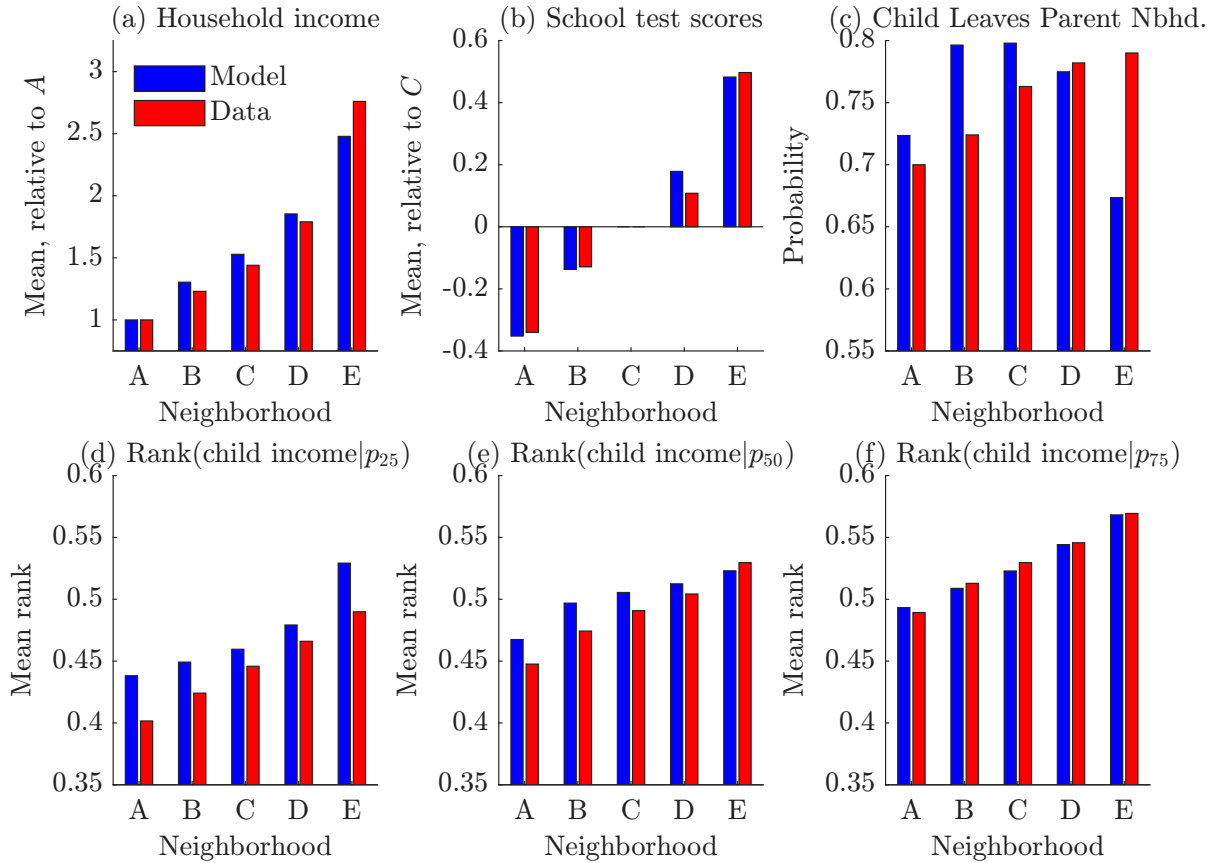 (a) Household income
3
2.5
2
1.5
1
Mean, relative to A
Model
Data
A B C D E
Neighborhood
(b) School test scores
0.6
0.4
0.2
0
-0.2
-0.4
Mean, relative to C
A B C D E
Neighborhood
(c) Child Leaves Parent Nbhd.
0.8
0.75
0.7
0.65
0.6
0.55
Probability
A B C D E
Neighborhood
(d) Rank(child income|p25)
0.6
0.55
0.5
0.45
0.4
0.35
Mean rank
A B C D E
Neighborhood
(e) Rank(child income|p50)
0.6
0.55
0.5
0.45
0.4
0.35
Mean rank
A B C D E
Neighborhood
(f) Rank(child income|p75)
0.6
0.55
0.5
0.45
0.4
0.35
Mean rank
A B C D E
Neighborhood